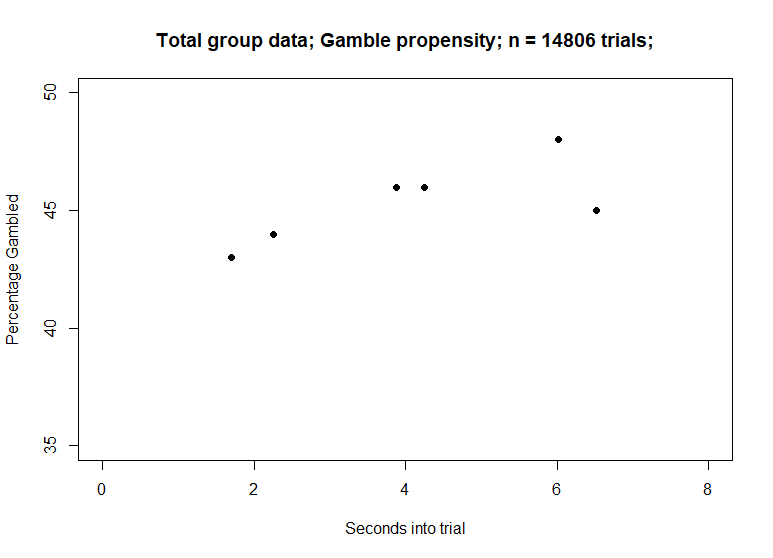 Total group data; Gamble propensity; n = 14806 trials;
50
45
40
35
Percentage Gambled
0 2 4 6 8
Seconds into trial